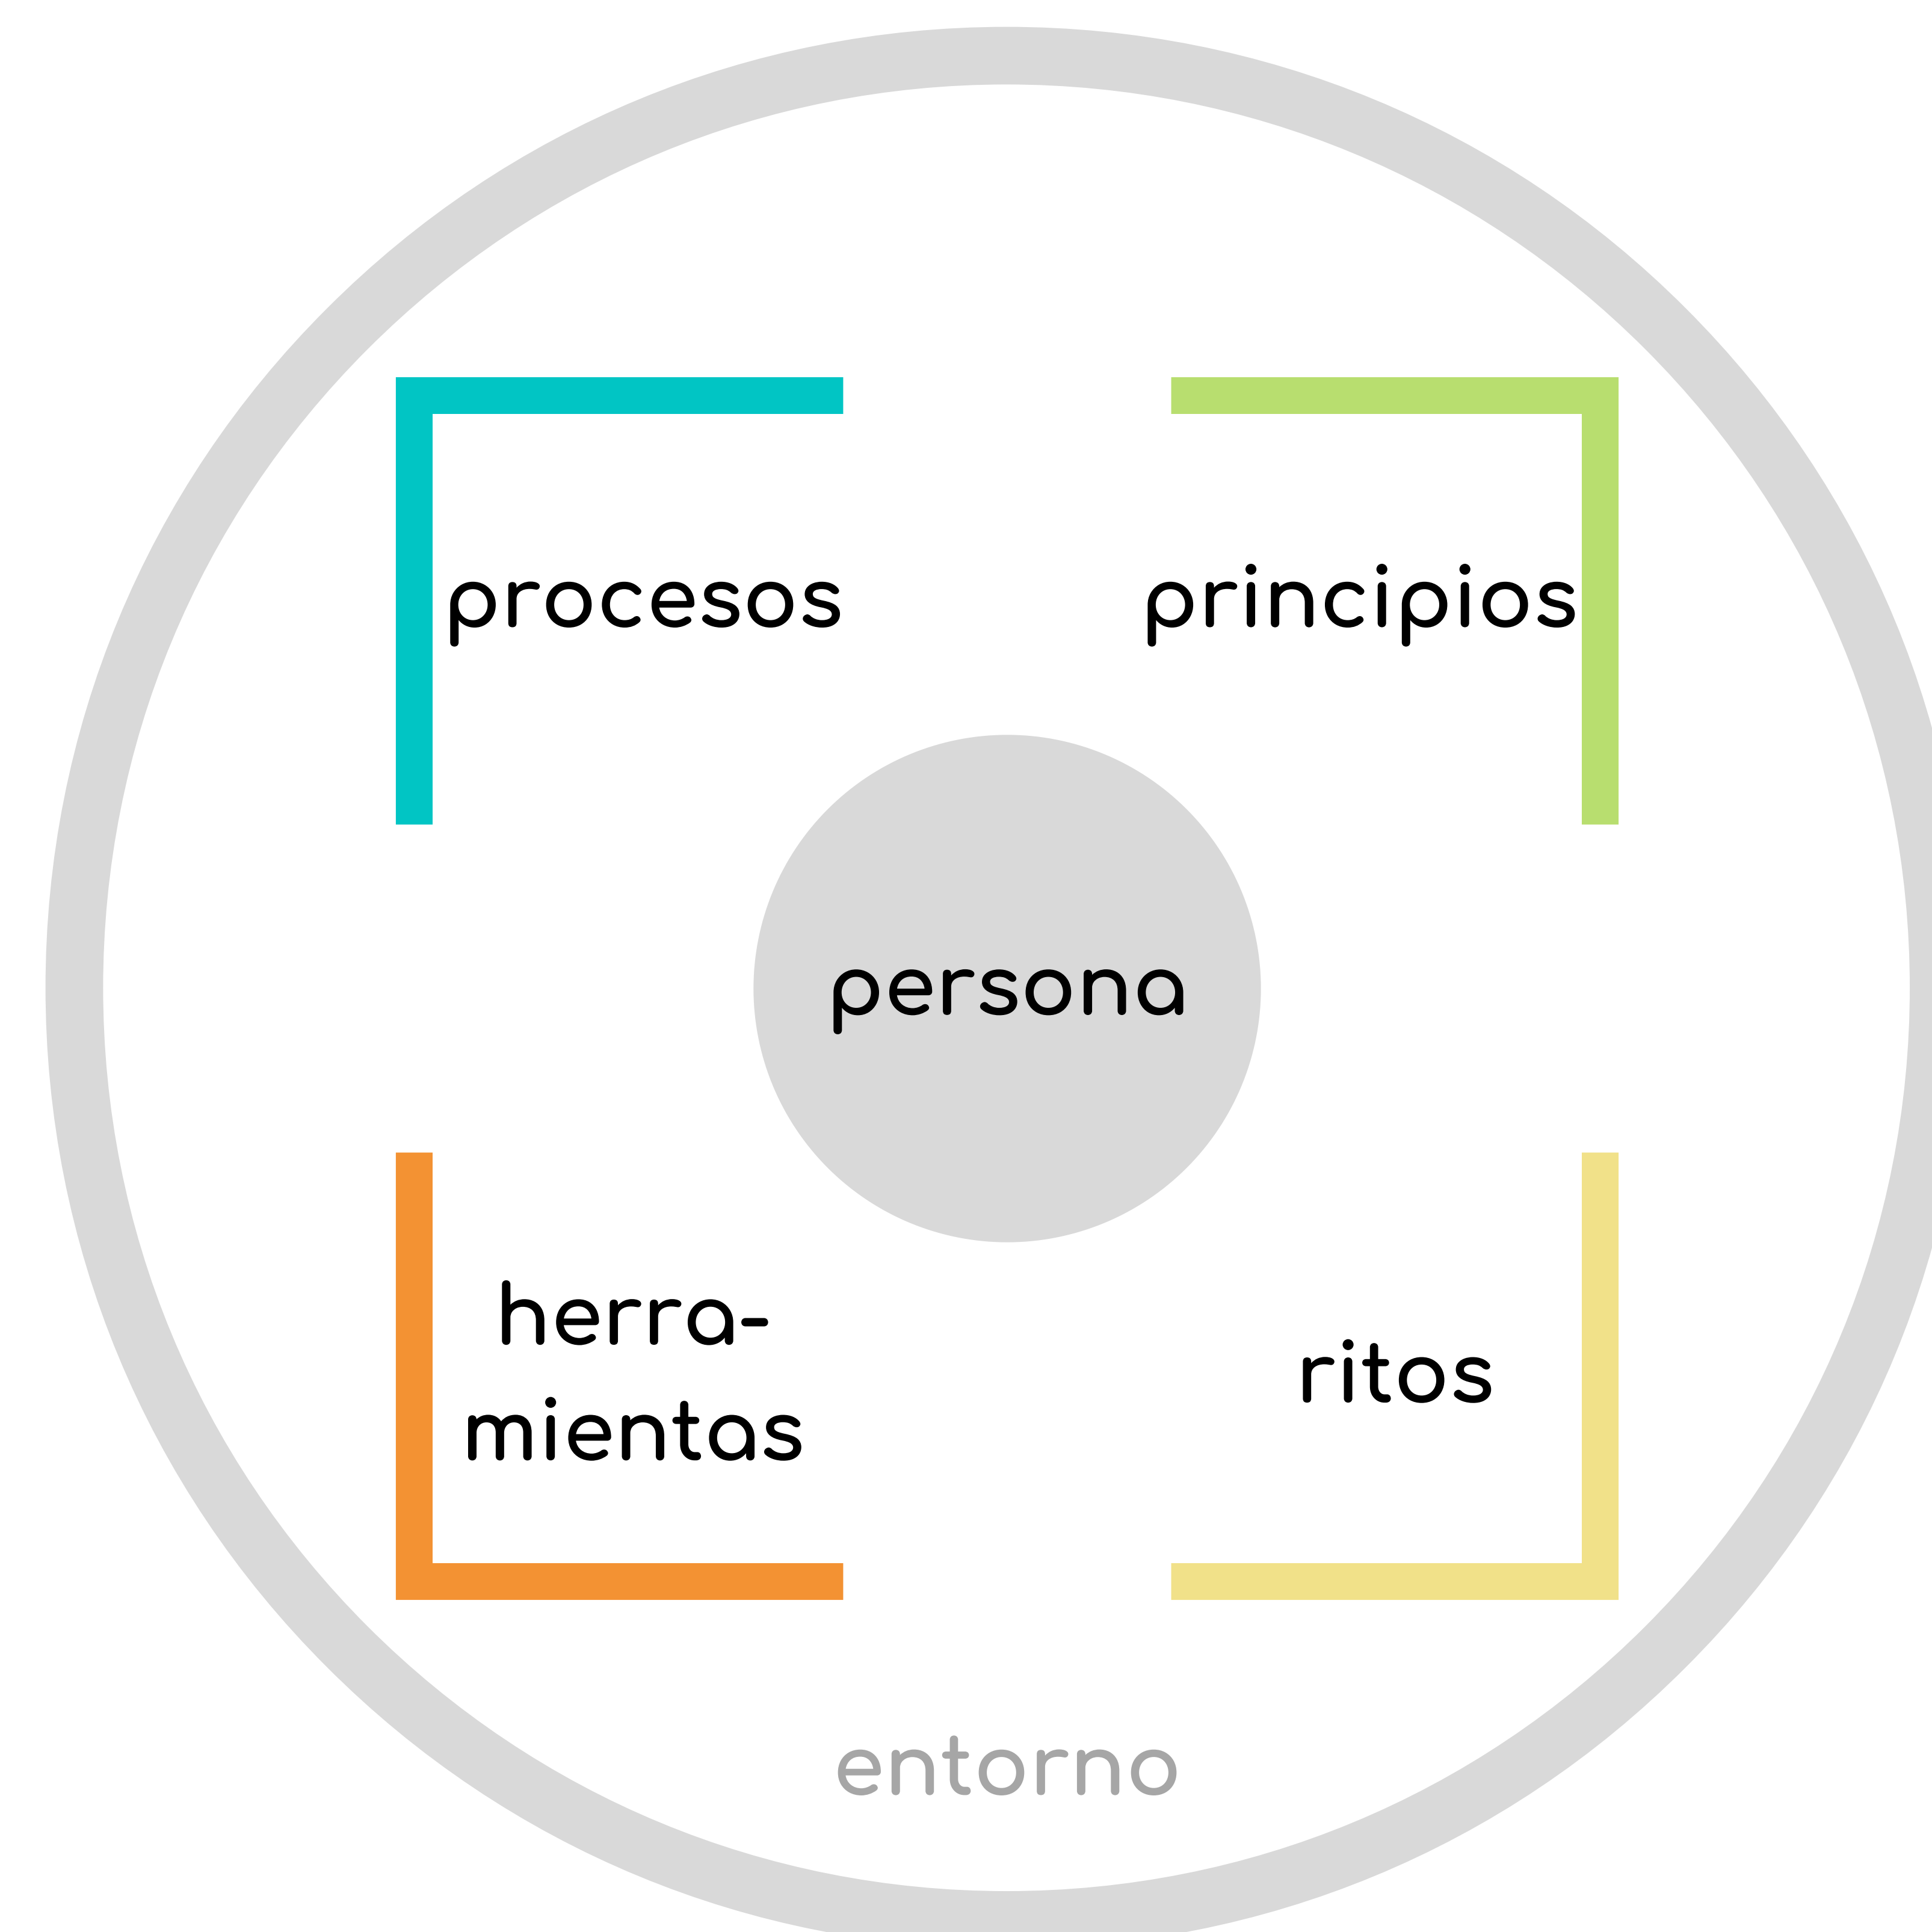 procesos
principios
persona
herra-
mientas
ritos
entorno